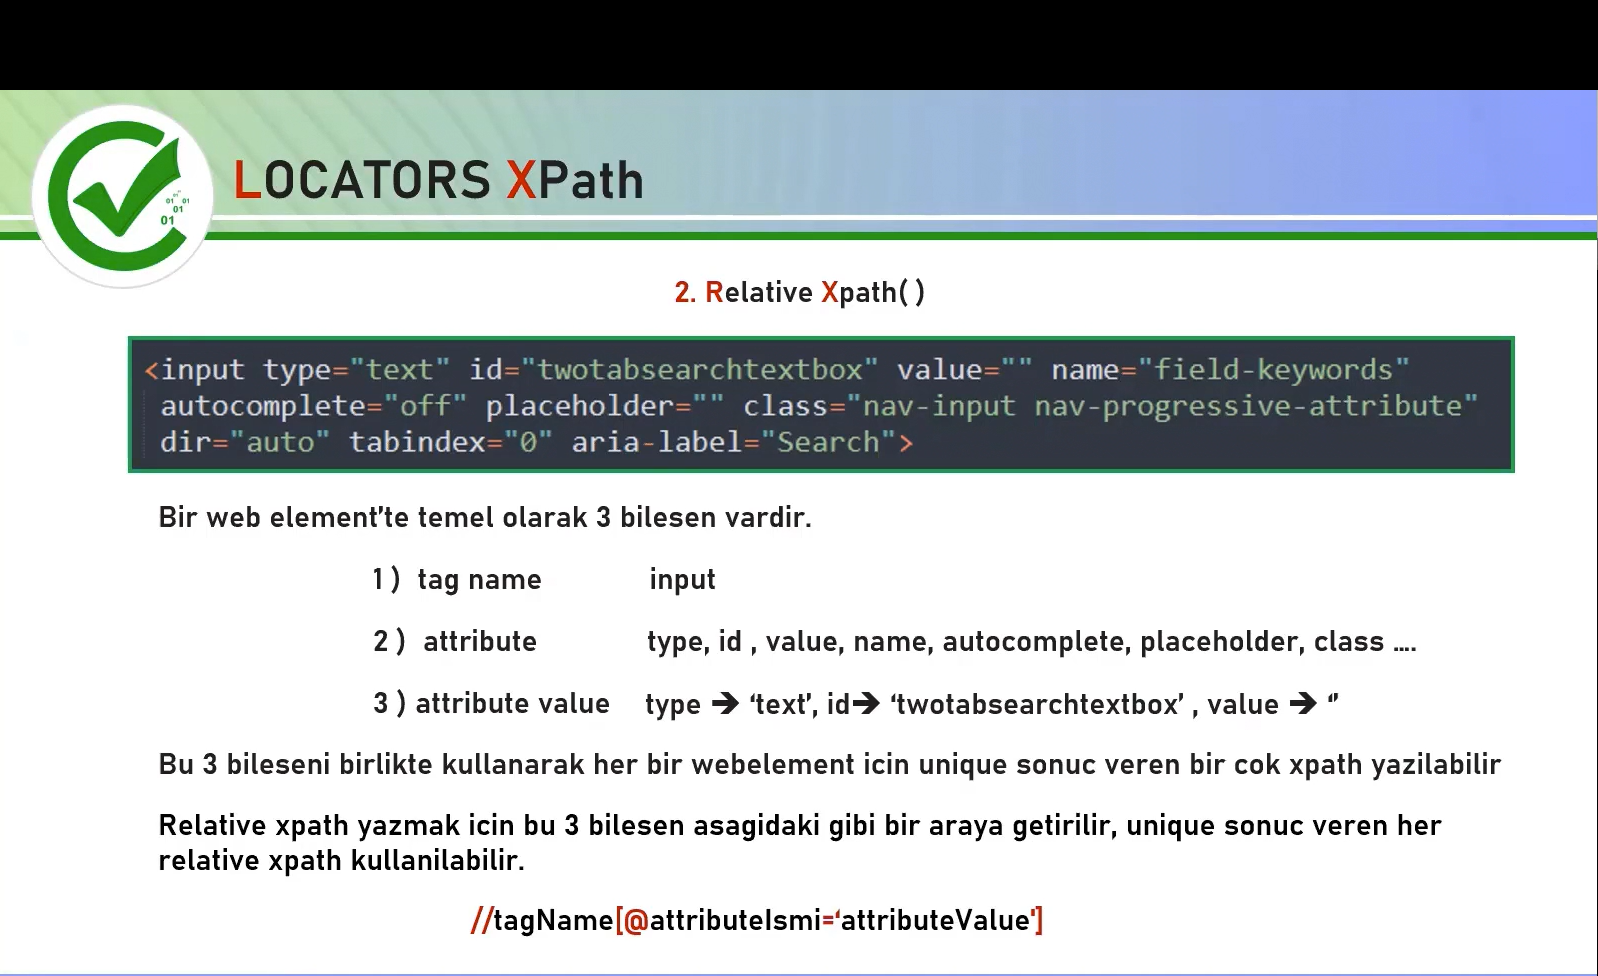 01
01 01
01
01
LOCATORS XPath
2. Relative Xpath( )
<input type="text" id="twotabsearchtextbox" value="" name="field-keywords"
autocomplete="off" placeholder="" class="nav-input nav-progressive-attribute"
dir="auto" tabindex="0" aria-label="Search">
Bir web element’te temel olarak 3 bilesen vardir.
1 ) tag name input
2 ) attribute type, id , value, name, autocomplete, placeholder, class ….
3 ) attribute value type ➔ ‘text’, id➔ ‘twotabsearchtextbox’ , value ➔ ‘’
Bu 3 bileseni birlikte kullanarak her bir webelement icin unique sonuc veren bir cok xpath yazilabilir
Relative xpath yazmak icin bu 3 bilesen asagidaki gibi bir araya getirilir, unique sonuc veren her
relative xpath kullanilabilir.
//tagName[@attributeIsmi=‘attributeValue']